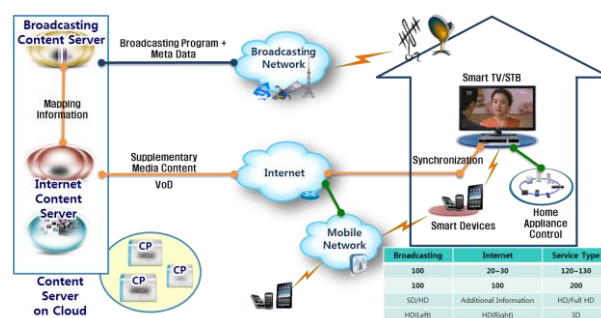 Broadcasting
Content Server
Broadcasting Program +
Meta Data
Broadcasting
Network
Smart TV/STB
Mapping
Information
Supplementary
Media Content
VoD
Internet
Synchronization
Internet
Content
Server
Smart Devices
Home
Appliance
Control
Mobile
Network
CP
CP
CP
Content
Server
on Cloud
Broadcasting Internet Service Type
100 20~30 120~130
100 100 200
SD/HD Additional Information HD/Full HD
HD(Left) HD(Right)